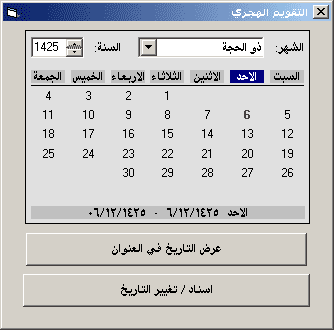 التقويم الهجري
الشهر: ذو الحجة السنة: 1425
السبت الاحد الاثنين الثلاثاء الاربعاء الخميس الجمعة
1 2 3 4
5 6 7 8 9 10 11
12 13 14 15 16 17 18
19 20 21 22 23 24 25
26 27 28 29 30
الاحد ٦/١٢/١٤٢٥ - ٠٦/١٢/١٤٢٥
عرض التاريخ في العنوان
اسناد / تغيير التاريخ